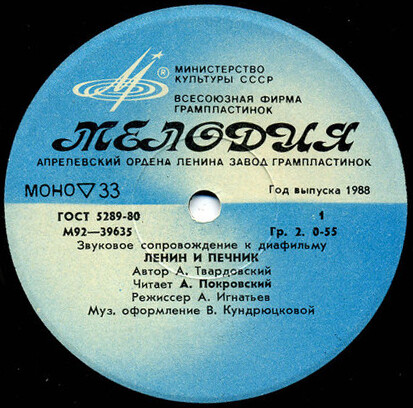 ® МИНИСТЕРСТВО
КУЛЬТУРЫ СССР
ВСЕСОЮЗНАЯ ФИРМА
ГРАМПЛАСТИНОК
МЕЛОДИЯ
АПРЕЛЕВСКИЙ ОРДЕНА ЛЕНИНА ЗАВОД ГРАМПЛАСТИНОК
МОНО ▽ 33
Год выпуска 1988
ГОСТ 5289-80 1
М92—39635 Гр. 2. 0-55
Звуковое сопровождение к диафильму
ЛЕНИН И ПЕЧНИК
Автор А. Твардовский
Читает А. Покровский
Режиссер А. Игнатьев
Муз. оформление В. Кундрюцковой